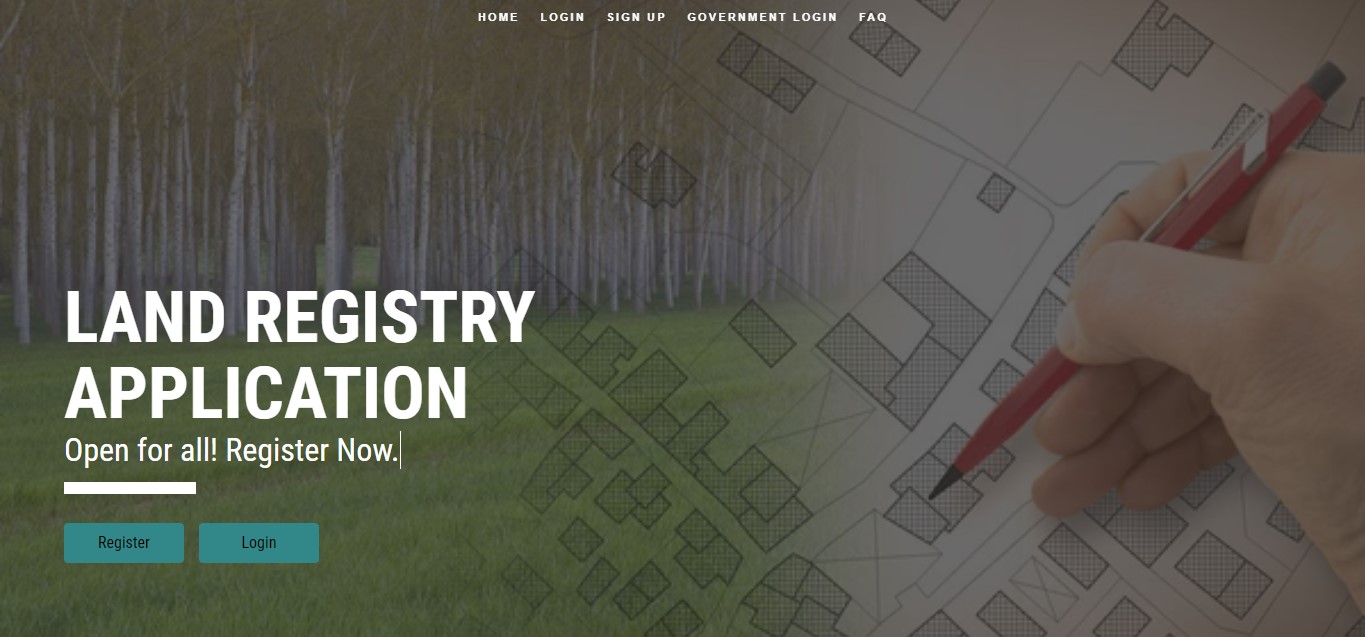 HOME LOGIN SIGN UP GOVERNMENT LOGIN FAQ
LAND REGISTRY
APPLICATION
Open for all! Register Now.
Register Login